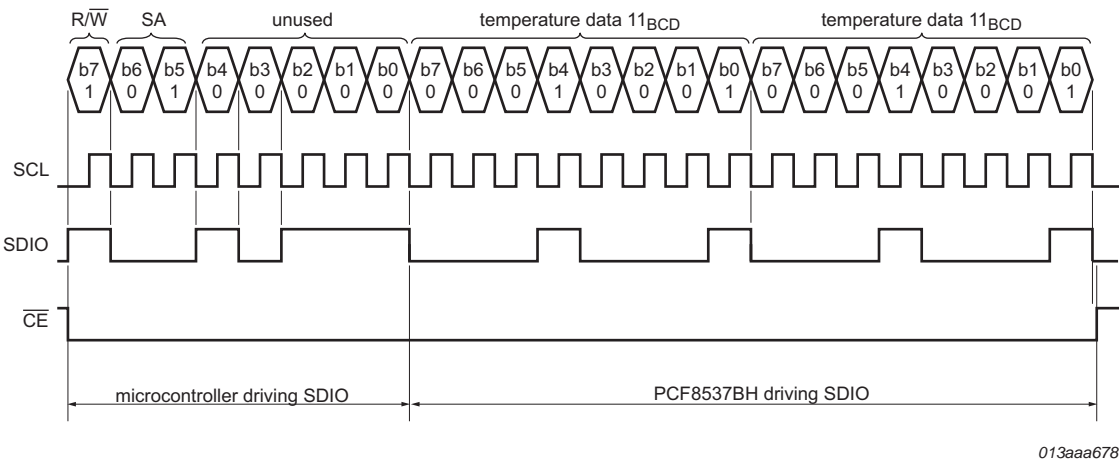 R/W SA unused temperature data 11BCD temperature data 11BCD
b7 b6 b5 b4 b3 b2 b1 b0 b7 b6 b5 b4 b3 b2 b1 b0 b7 b6 b5 b4 b3 b2 b1 b0
1 0 1 0 0 0 0 0 0 0 0 1 0 0 0 1 0 0 0 1 0 0 0 1
SCL
SDIO
CE
microcontroller driving SDIO PCF8537BH driving SDIO
013aaa678